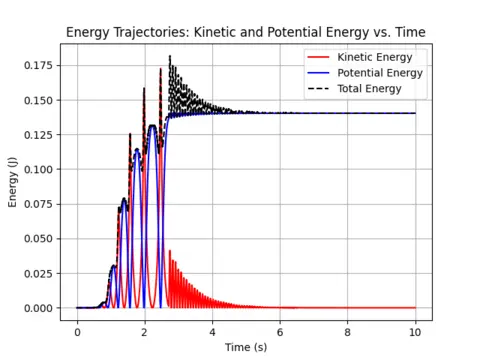 Energy Trajectories: Kinetic and Potential Energy vs. Time
Kinetic Energy
Potential Energy
Total Energy
Energy (J)
0.175
0.150
0.125
0.100
0.075
0.050
0.025
0.000
0 2 4 6 8 10
Time (s)